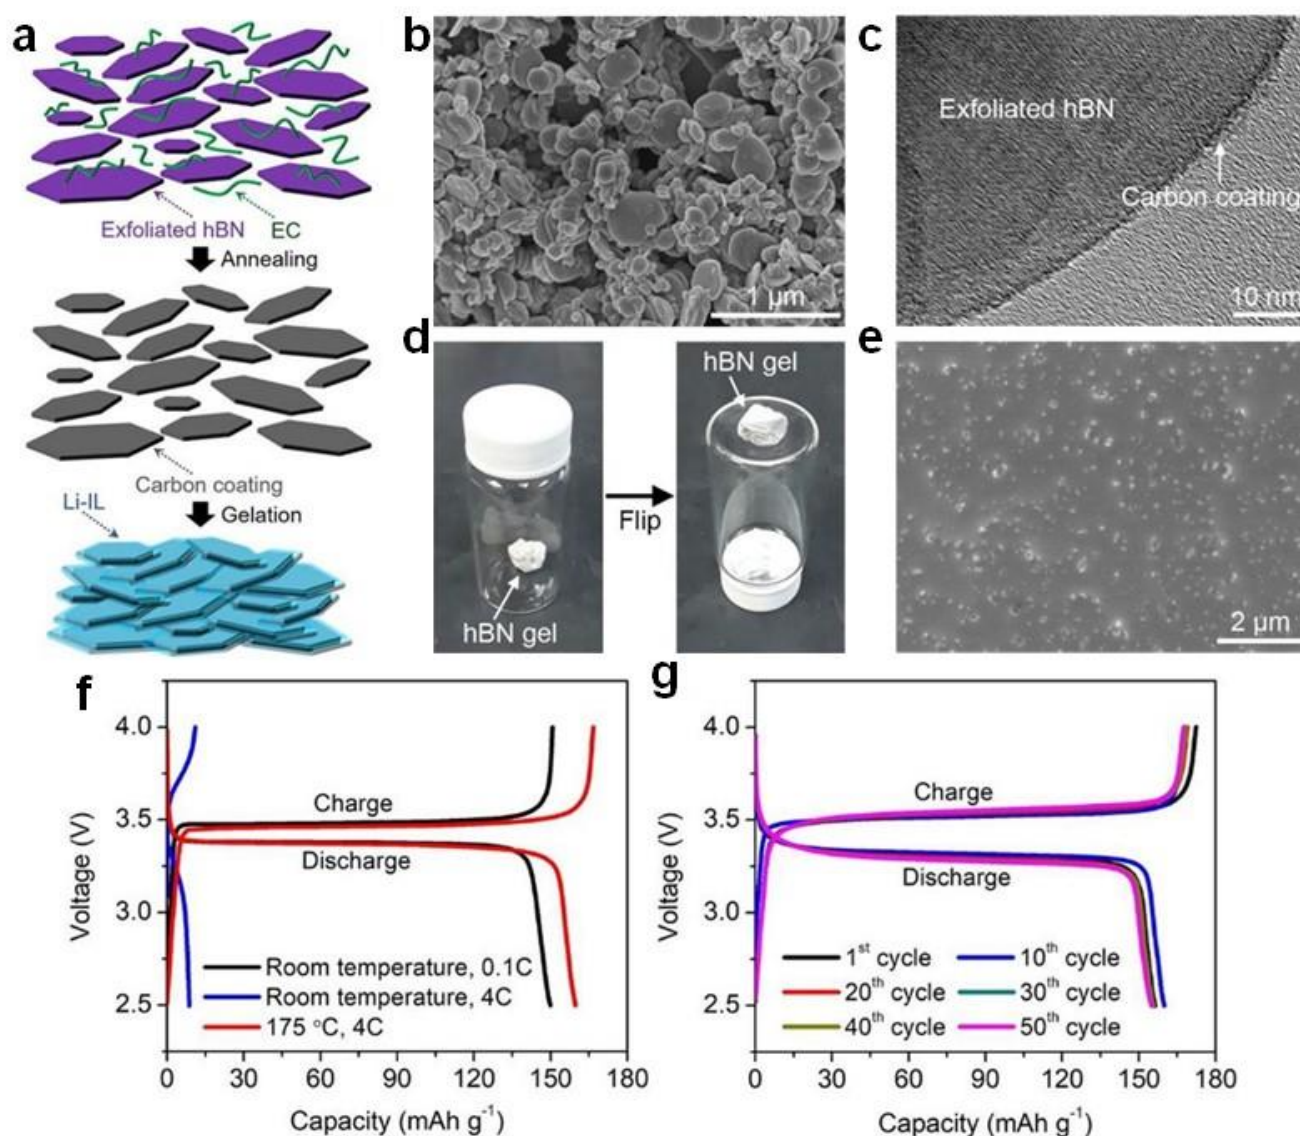 a
Exfoliated hBN
EC
Annealing
Carbon coating
Li-IL
Gelation
b
1 µm
c
Exfoliated hBN
Carbon coating
10 nm
d
hBN gel
Flip
hBN gel
e
2 µm
f
4.0
3.5
3.0
2.5
Voltage (V)
Charge
Discharge
Room temperature, 0.1C
Room temperature, 4C
175 °C, 4C
0 30 60 90 120 150 180
Capacity (mAh g⁻¹)
g
4.0
3.5
3.0
2.5
Voltage (V)
Charge
Discharge
1st cycle 10th cycle
20th cycle 30th cycle
40th cycle 50th cycle
0 30 60 90 120 150 180
Capacity (mAh g⁻¹)